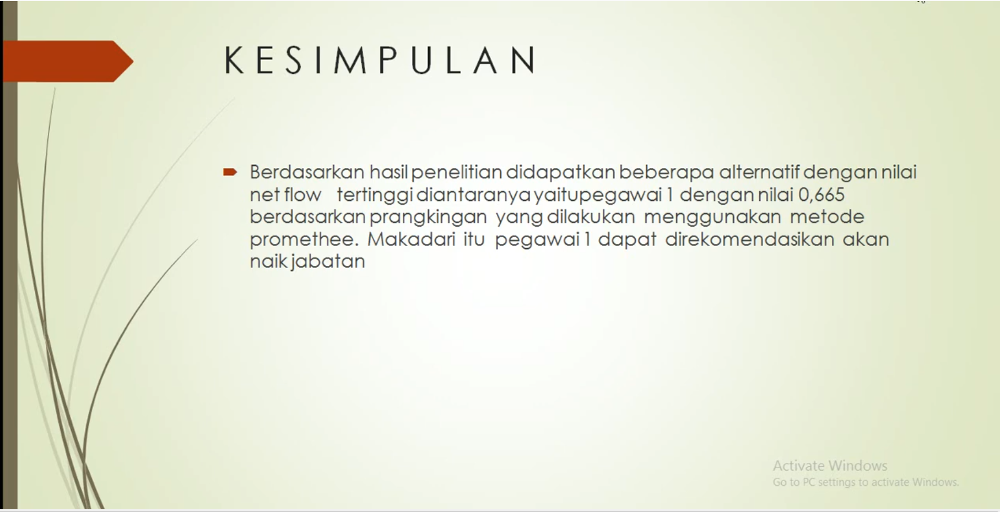 KESIMPULAN
Berdasarkan hasil penelitian didapatkan beberapa alternatif dengan nilai
net flow tertinggi diantaranya yaitupegawai 1 dengan nilai 0,665
berdasarkan prangkingan yang dilakukan menggunakan metode
promethee. Makadari itu pegawai 1 dapat direkomendasikan akan
naik jabatan
Activate Windows
Go to PC settings to activate Windows.